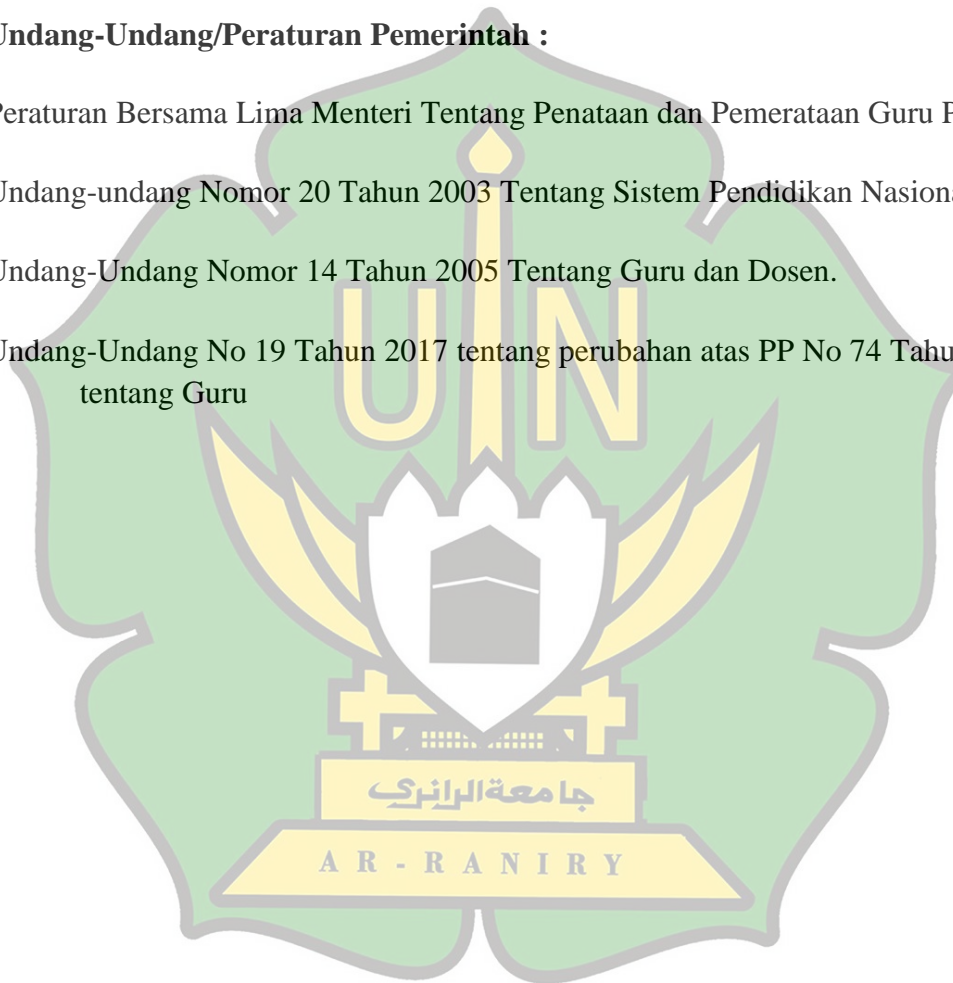 Undang-Undang/Peraturan Pemerintah :
Peraturan Bersama Lima Menteri Tentang Penataan dan Pemerataan Guru P
Undang-undang Nomor 20 Tahun 2003 Tentang Sistem Pendidikan Nasiona
Undang-Undang Nomor 14 Tahun 2005 Tentang Guru dan Dosen.
Undang-Undang No 19 Tahun 2017 tentang perubahan atas PP No 74 Tahu
tentang Guru
UIN
جامعةالرانري
AR-RANIRY